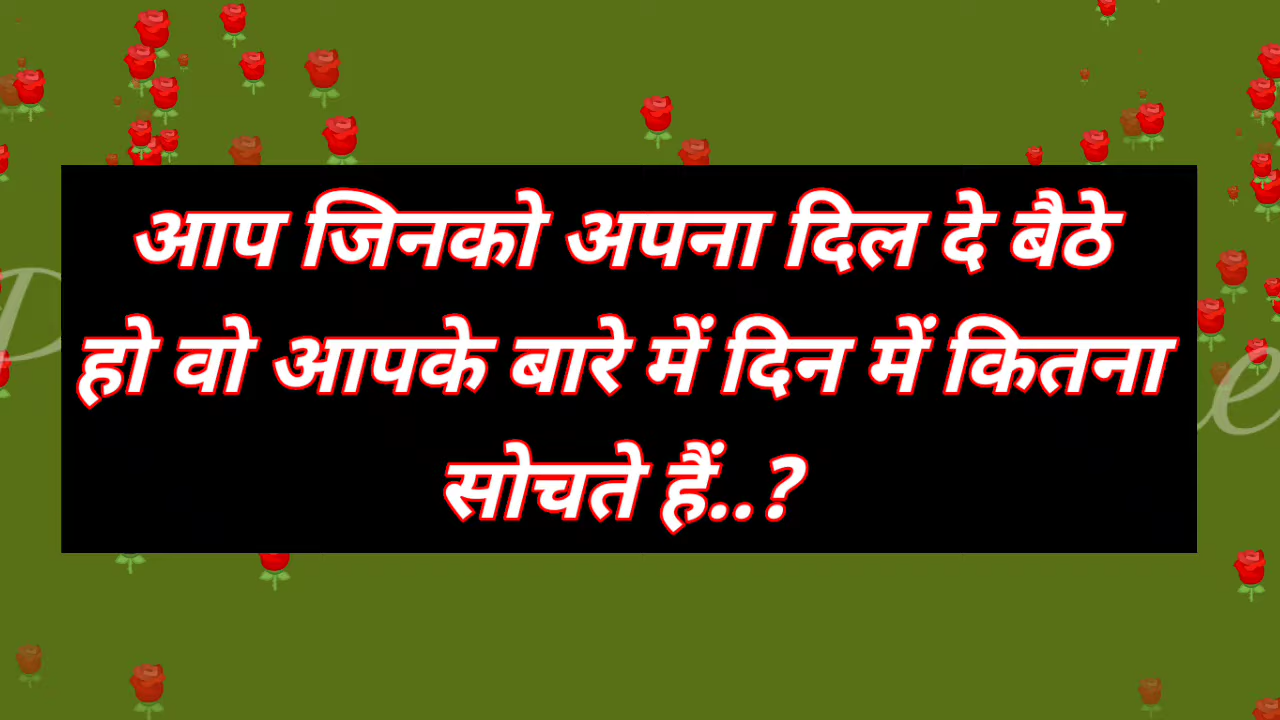 आप जिनको अपना दिल दे बैठे
हो वो आपके बारे में दिन में कितना
सोचते हैं..?